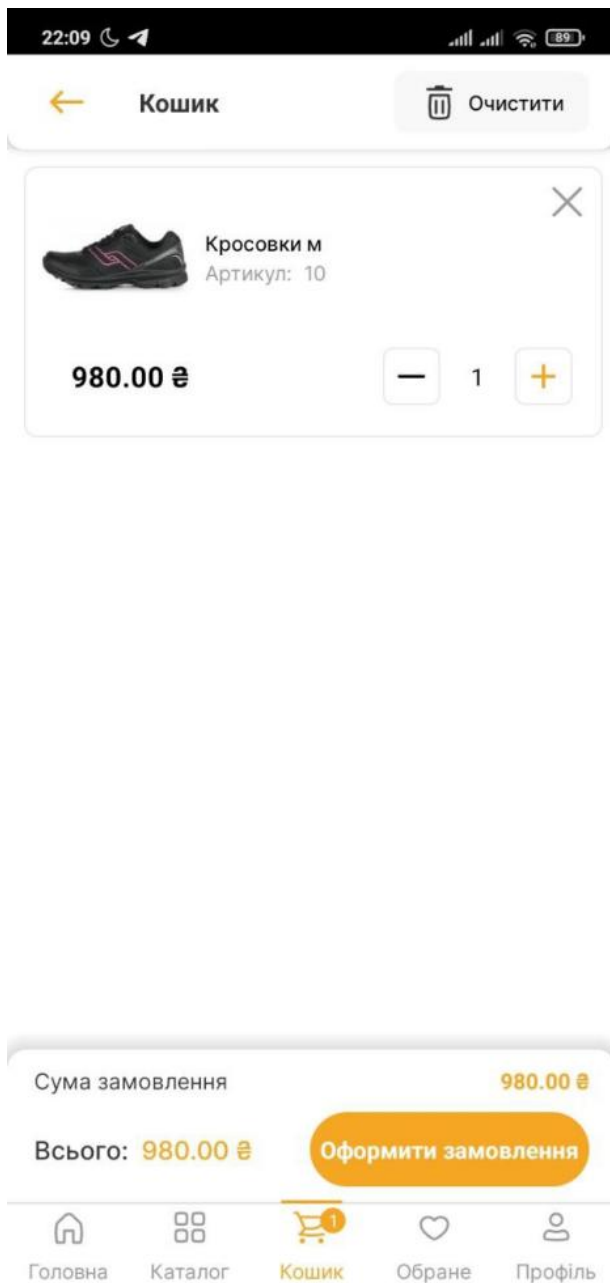 22:09
89
Кошик
Очистити
Кросовки м
Артикул: 10
980.00 ₴
1
Сума замовлення 980.00 ₴
Всього: 980.00 ₴
Оформити замовлення
1
Головна Каталог Кошик Обране Профіль